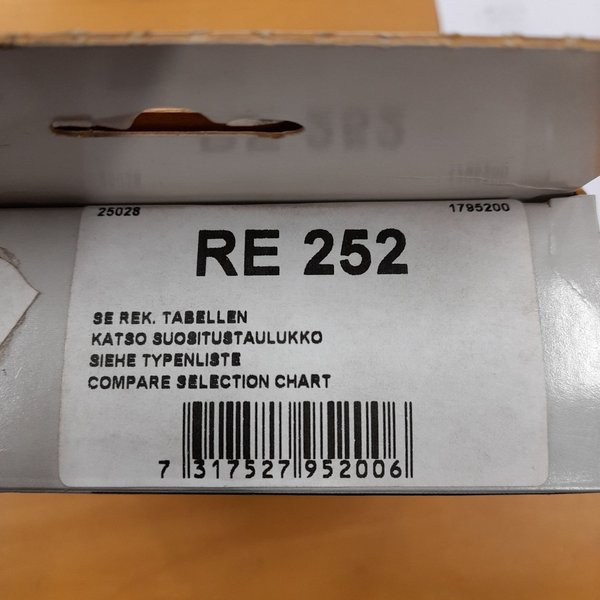 25028 1795200
RE 252
SE REK. TABELLEN
KATSO SUOSITUSTAULUKKO
SIEHE TYPENLISTE
COMPARE SELECTION CHART
7 317527 952006